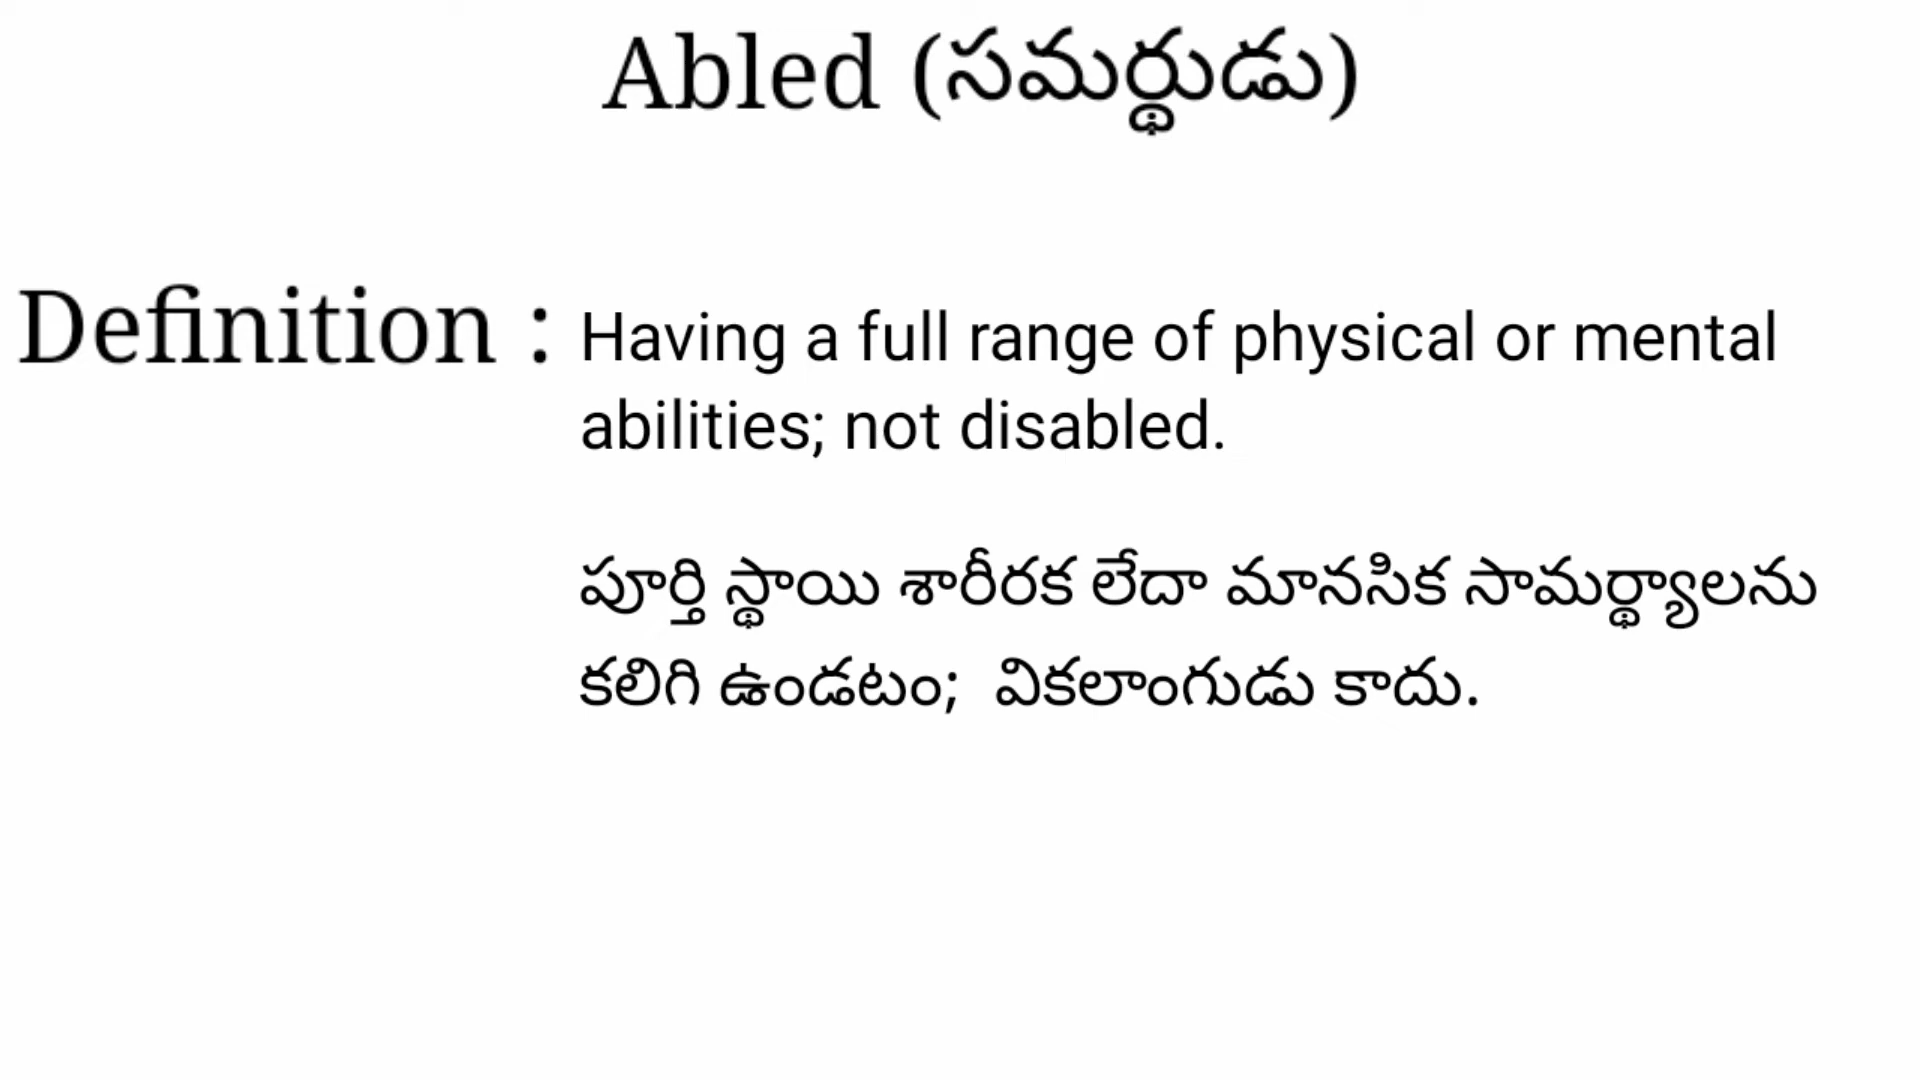 Abled (సమర్థుడు)
Definition : Having a full range of physical or mental
abilities; not disabled.
పూర్తి స్థాయి శారీరక లేదా మానసిక సామర్థ్యాలను
కలిగి ఉండటం; వికలాంగుడు కాదు.